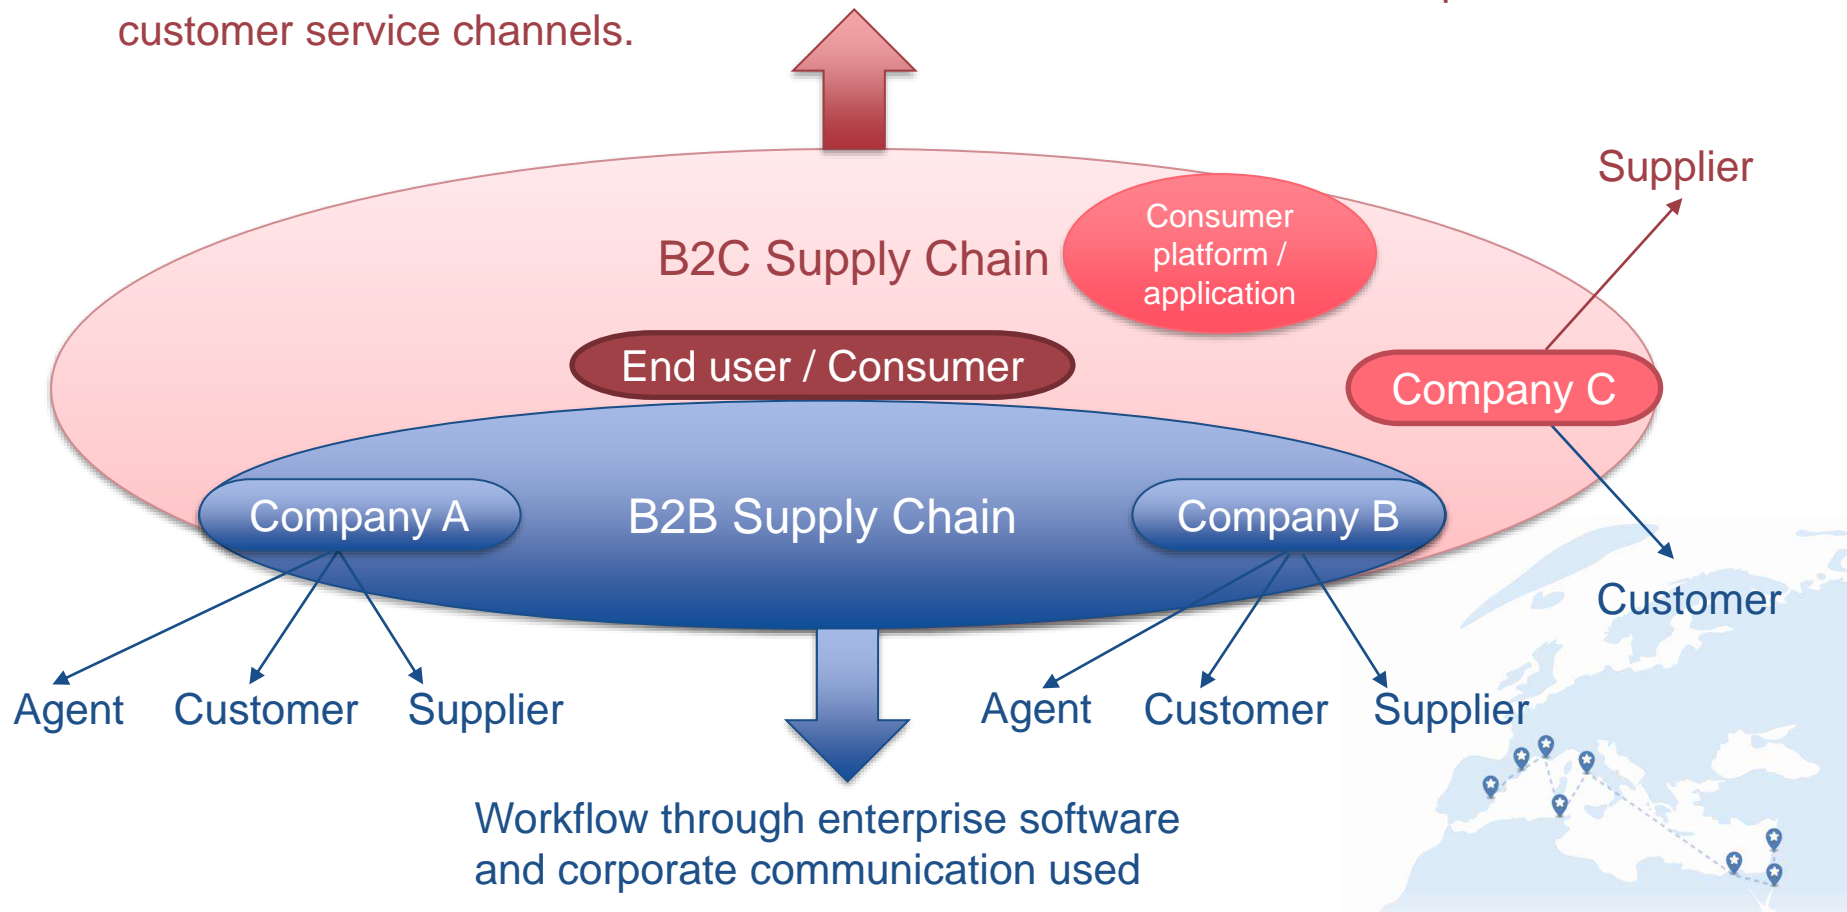 customer service channels.
Supplier
Consumer
platform /
application
B2C Supply Chain
End user / Consumer
Company C
Company A
B2B Supply Chain
Company B
Customer
Agent
Customer
Supplier
Agent
Customer
Supplier
Workflow through enterprise software
and corporate communication used